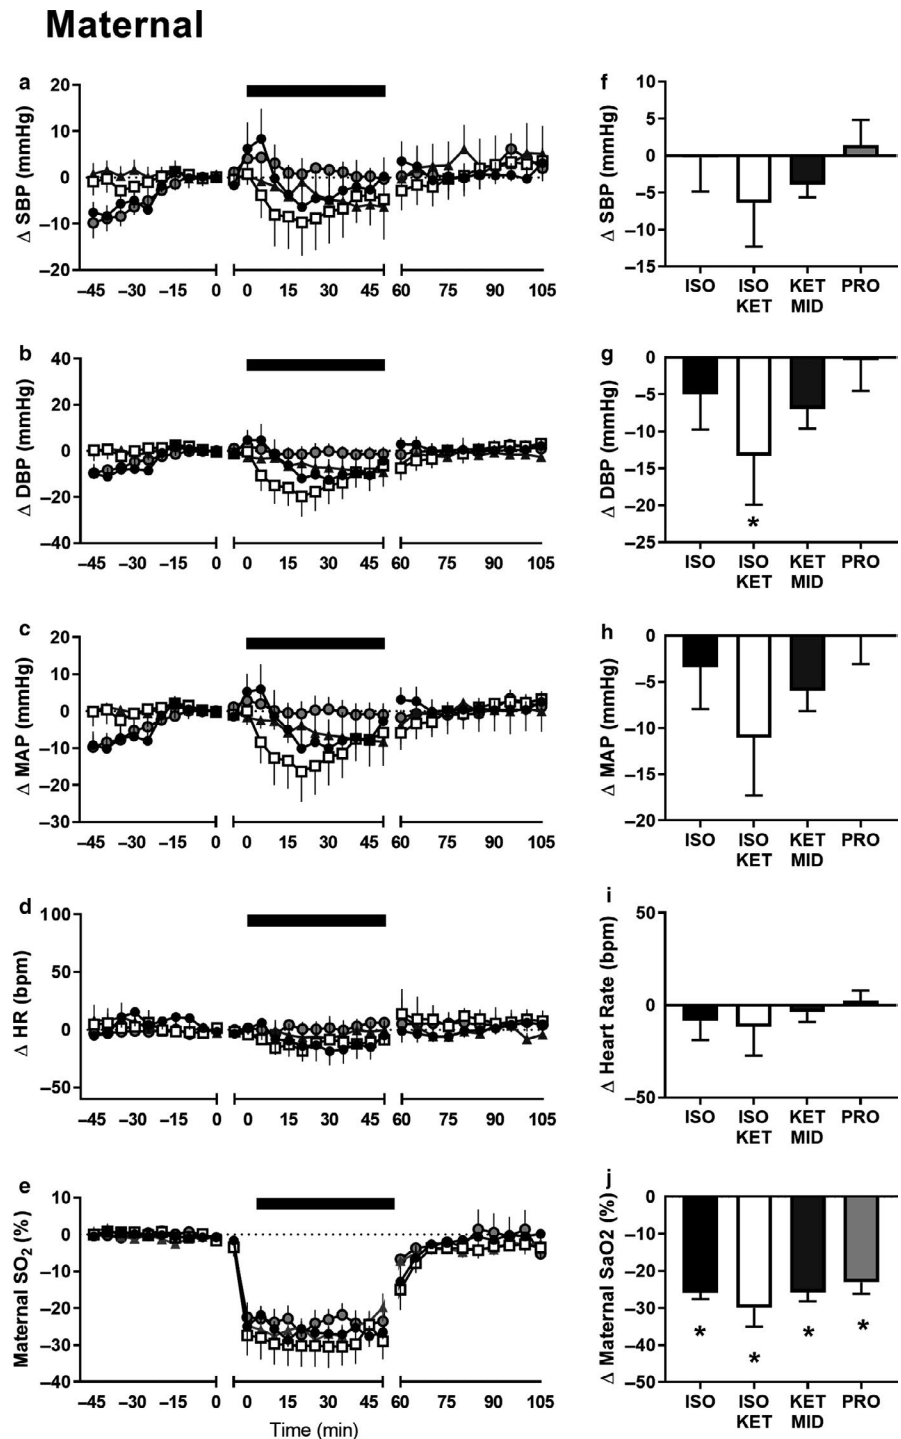 Maternal
a
Δ SBP (mmHg)
20
10
0
–10
–20
–45 –30 –15 0 0 15 30 45 60 75 90 105
f
Δ SBP (mmHg)
10
5
0
–5
–10
–15
ISO ISO KET PRO
KET MID
b
Δ DBP (mmHg)
40
20
0
–20
–40
–45 –30 –15 0 0 15 30 45 60 75 90 105
g
Δ DBP (mmHg)
0
–5
–10
–15
–20
–25
*
ISO ISO KET PRO
KET MID
c
Δ MAP (mmHg)
20
10
0
–10
–20
–30
–45 –30 –15 0 0 15 30 45 60 75 90 105
h
Δ MAP (mmHg)
0
–5
–10
–15
–20
ISO ISO KET PRO
KET MID
d
Δ HR (bpm)
100
50
0
–50
–45 –30 –15 0 0 15 30 45 60 75 90 105
i
Δ Heart Rate (bpm)
50
0
–50
ISO ISO KET PRO
KET MID
e
Maternal SO2 (%)
10
0
–10
–20
–30
–40
–45 –30 –15 0 0 15 30 45 60 75 90 105
Time (min)
j
Δ Maternal SaO2 (%)
0
–10
–20
–30
–40
–50
* * * *
ISO ISO KET PRO
KET MID